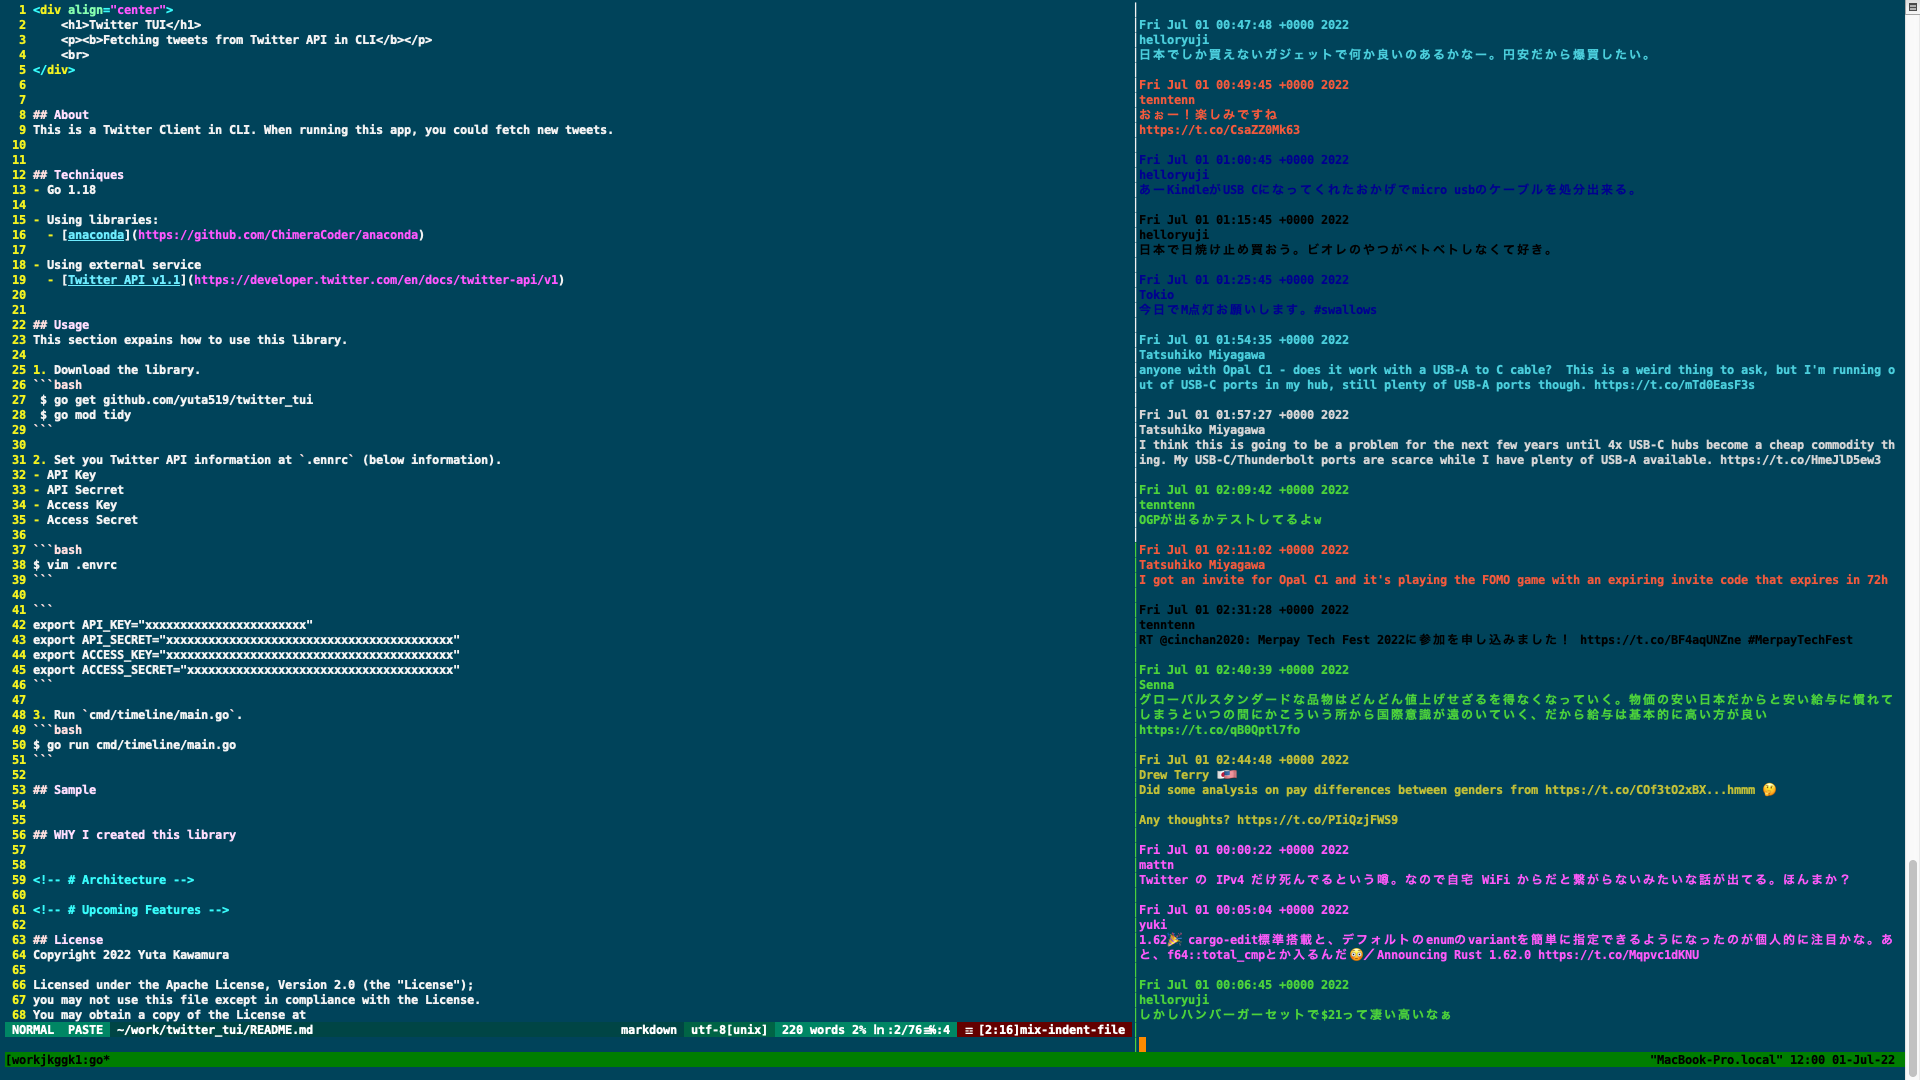 1 <div align="center">
2     <h1>Twitter TUI</h1>
3     <p><b>Fetching tweets from Twitter API in CLI</b></p>
4     <br>
5 </div>
6
7
8 ## About
9 This is a Twitter Client in CLI. When running this app, you could fetch new tweets.
10
11
12 ## Techniques
13 - Go 1.18
14
15 - Using libraries:
16   - [anaconda](https://github.com/ChimeraCoder/anaconda)
17
18 - Using external service
19   - [Twitter API v1.1](https://developer.twitter.com/en/docs/twitter-api/v1)
20
21
22 ## Usage
23 This section expains how to use this library.
24
25 1. Download the library.
26 ```bash
27  $ go get github.com/yuta519/twitter_tui
28  $ go mod tidy
29 ```
30
31 2. Set you Twitter API information at `.ennrc` (below information).
32 - API Key
33 - API Secrret
34 - Access Key
35 - Access Secret
36
37 ```bash
38 $ vim .envrc
39 ```
40
41 ```
42 export API_KEY="xxxxxxxxxxxxxxxxxxxxxxx"
43 export API_SECRET="xxxxxxxxxxxxxxxxxxxxxxxxxxxxxxxxxxxxxxxxx"
44 export ACCESS_KEY="xxxxxxxxxxxxxxxxxxxxxxxxxxxxxxxxxxxxxxxxx"
45 export ACCESS_SECRET="xxxxxxxxxxxxxxxxxxxxxxxxxxxxxxxxxxxxxx"
46 ```
47
48 3. Run `cmd/timeline/main.go`.
49 ```bash
50 $ go run cmd/timeline/main.go
51 ```
52
53 ## Sample
54
55
56 ## WHY I created this library
57
58
59 <!-- # Architecture -->
60
61 <!-- # Upcoming Features -->
62
63 ## License
64 Copyright 2022 Yuta Kawamura
65
66 Licensed under the Apache License, Version 2.0 (the "License");
67 you may not use this file except in compliance with the License.
68 You may obtain a copy of the License at
NORMAL  PASTE  ~/work/twitter_tui/README.md  markdown  utf-8[unix]  220 words 2% ln:2/76≡%:4  ☲ [2:16]mix-indent-file
Fri Jul 01 00:47:48 +0000 2022
helloryuji
日本でしか買えないガジェットで何か良いのあるかなー。円安だから爆買したい。
Fri Jul 01 00:49:45 +0000 2022
tenntenn
おぉー！楽しみですね
https://t.co/CsaZZ0Mk63
Fri Jul 01 01:00:45 +0000 2022
helloryuji
あーKindleがUSB Cになってくれたおかげでmicro usbのケーブルを処分出来る。
Fri Jul 01 01:15:45 +0000 2022
helloryuji
日本で日焼け止め買おう。ビオレのやつがベトベトしなくて好き。
Fri Jul 01 01:25:45 +0000 2022
Tokio
今日でM点灯お願いします。#swallows
Fri Jul 01 01:54:35 +0000 2022
Tatsuhiko Miyagawa
anyone with Opal C1 - does it work with a USB-A to C cable?  This is a weird thing to ask, but I'm running o
ut of USB-C ports in my hub, still plenty of USB-A ports though. https://t.co/mTd0EasF3s
Fri Jul 01 01:57:27 +0000 2022
Tatsuhiko Miyagawa
I think this is going to be a problem for the next few years until 4x USB-C hubs become a cheap commodity th
ing. My USB-C/Thunderbolt ports are scarce while I have plenty of USB-A available. https://t.co/HmeJlD5ew3
Fri Jul 01 02:09:42 +0000 2022
tenntenn
OGPが出るかテストしてるよw
Fri Jul 01 02:11:02 +0000 2022
Tatsuhiko Miyagawa
I got an invite for Opal C1 and it's playing the FOMO game with an expiring invite code that expires in 72h
Fri Jul 01 02:31:28 +0000 2022
tenntenn
RT @cinchan2020: Merpay Tech Fest 2022に参加を申し込みました！ https://t.co/BF4aqUNZne #MerpayTechFest
Fri Jul 01 02:40:39 +0000 2022
Senna
グローバルスタンダードな品物はどんどん値上げせざるを得なくなっていく。物価の安い日本だからと安い給与に慣れて
しまうといつの間にかこういう所から国際意識が遠のいていく、だから給与は基本的に高い方が良い
https://t.co/qB0Qptl7fo
Fri Jul 01 02:44:48 +0000 2022
Drew Terry 🇯🇵🇺🇸
Did some analysis on pay differences between genders from https://t.co/COf3tO2xBX...hmmm 🤔
Any thoughts? https://t.co/PIiQzjFWS9
Fri Jul 01 00:00:22 +0000 2022
mattn
Twitter の IPv4 だけ死んでるという噂。なので自宅 WiFi からだと繋がらないみたいな話が出てる。ほんまか？
Fri Jul 01 00:05:04 +0000 2022
yuki
1.62🎉 cargo-edit標準搭載と、デフォルトのenumのvariantを簡単に指定できるようになったのが個人的に注目かな。あ
と、f64::total_cmpとか入るんだ😳／Announcing Rust 1.62.0 https://t.co/Mqpvc1dKNU
Fri Jul 01 00:06:45 +0000 2022
helloryuji
しかしハンバーガーセットで$21って凄い高いなぁ
[workjkggk1:go*  "MacBook-Pro.local" 12:00 01-Jul-22